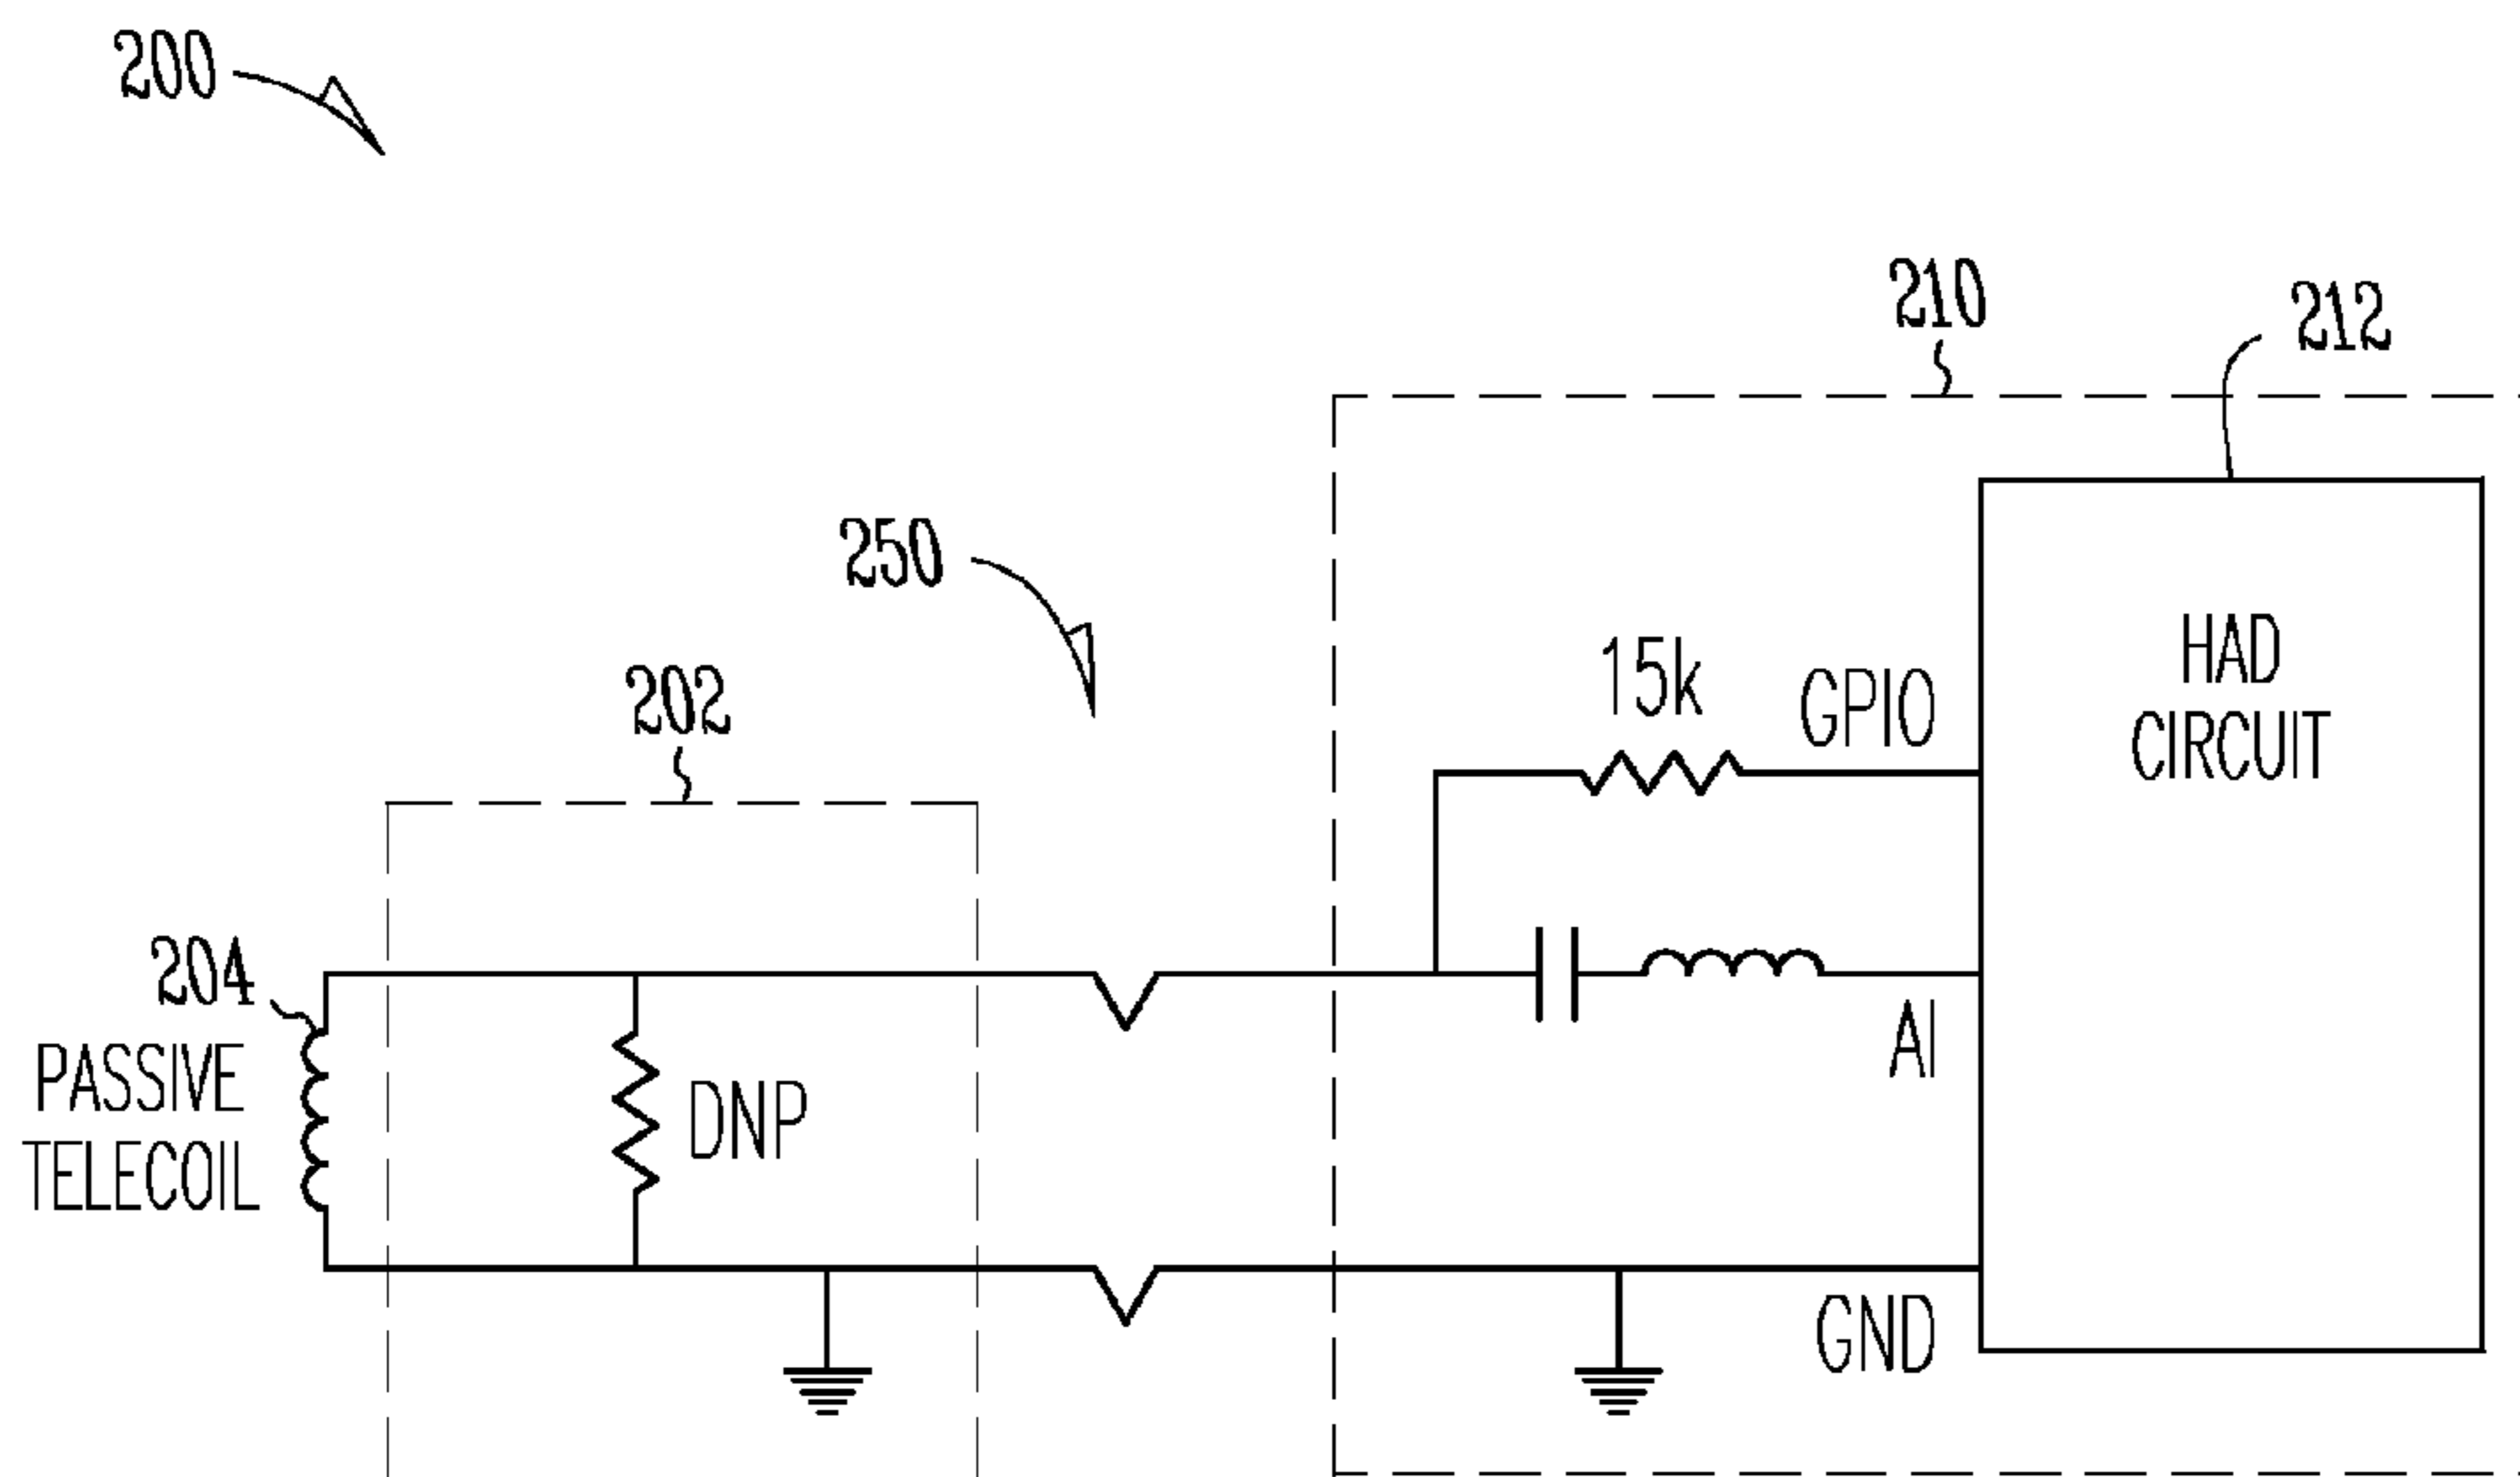 200
210
212
250
15k
GPIO
HAD
CIRCUIT
202
204
PASSIVE
TELECOIL
DNP
AI
GND